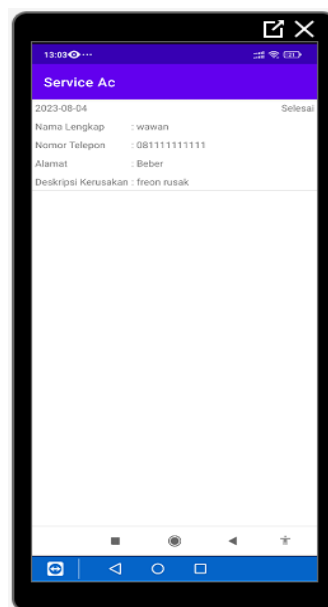 13:03
Service Ac
2023-08-04 Selesai
Nama Lengkap : wawan
Nomor Telepon : 081111111111
Alamat : Beber
Deskripsi Kerusakan : freon rusak